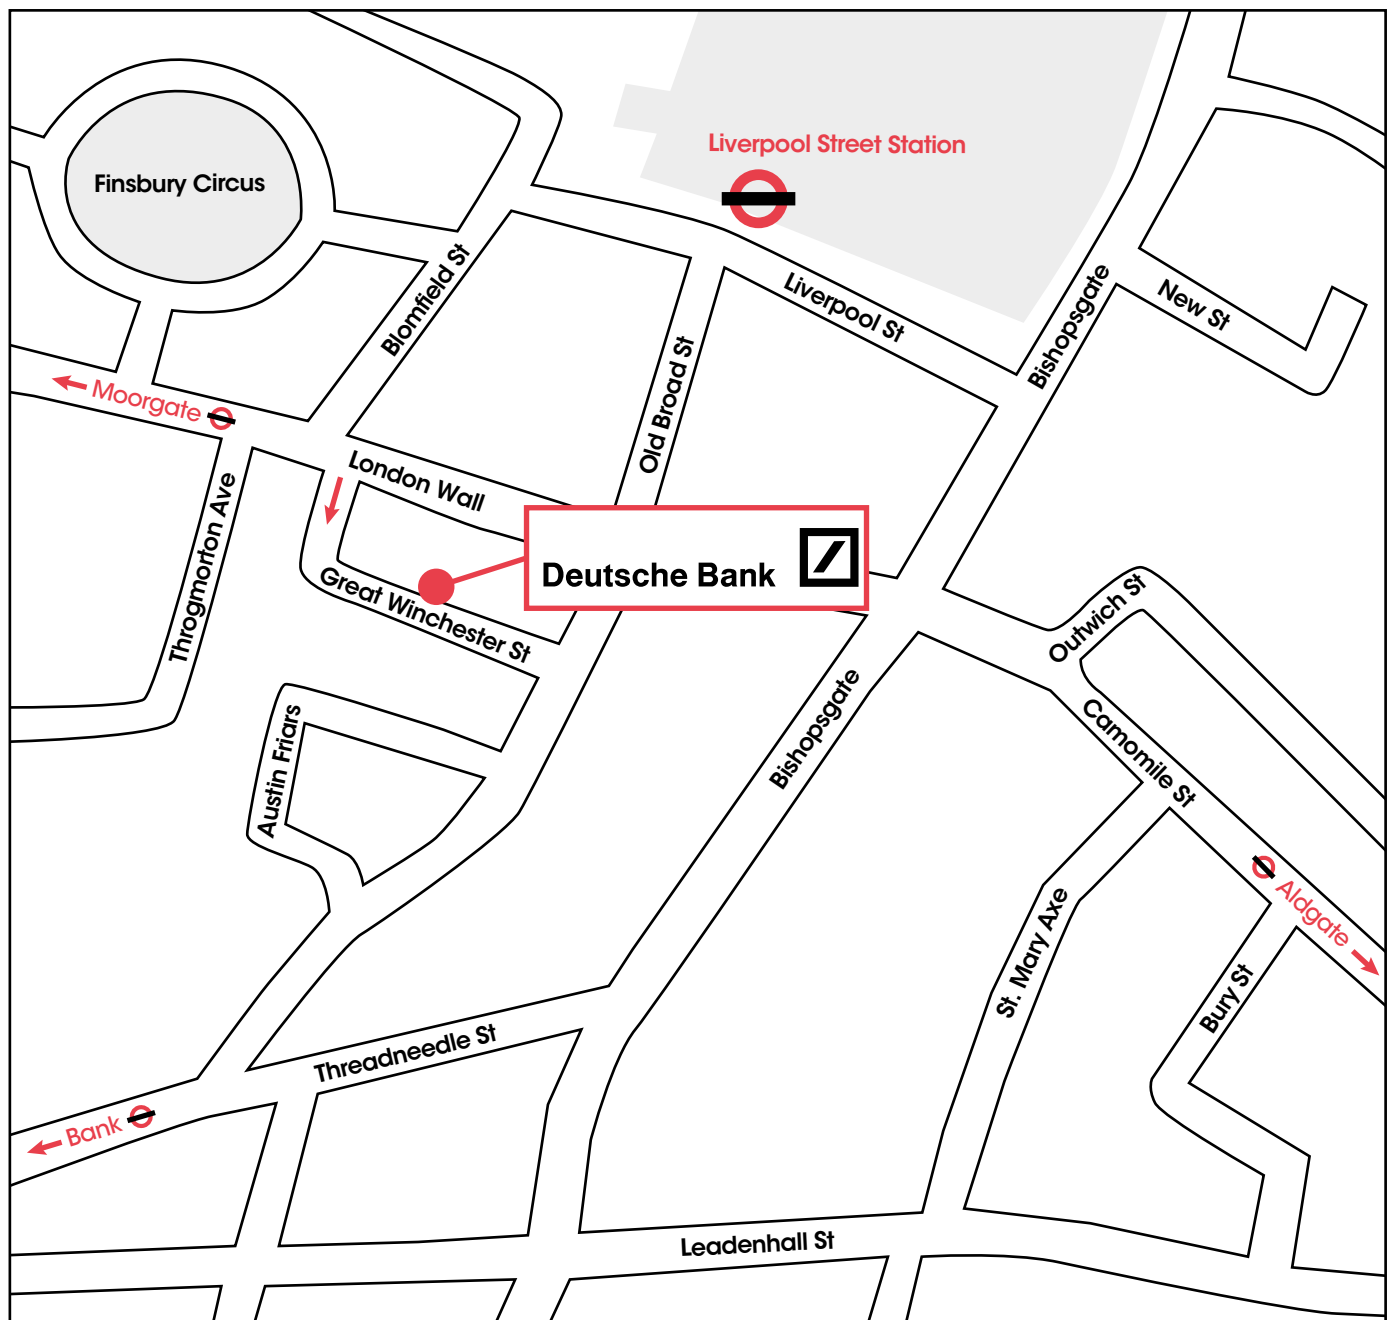 Liverpool Street Station
Finsbury Circus
Blomfield St
Liverpool St
Bishopsgate
New St
Moorgate
Old Broad St
London Wall
Throgmorton Ave
Deutsche Bank
Great Winchester St
Outwich St
Bishopsgate
Austin Friars
Camomile St
Aldgate
St. Mary Axe
Bury St
Threadneedle St
Bank
Leadenhall St